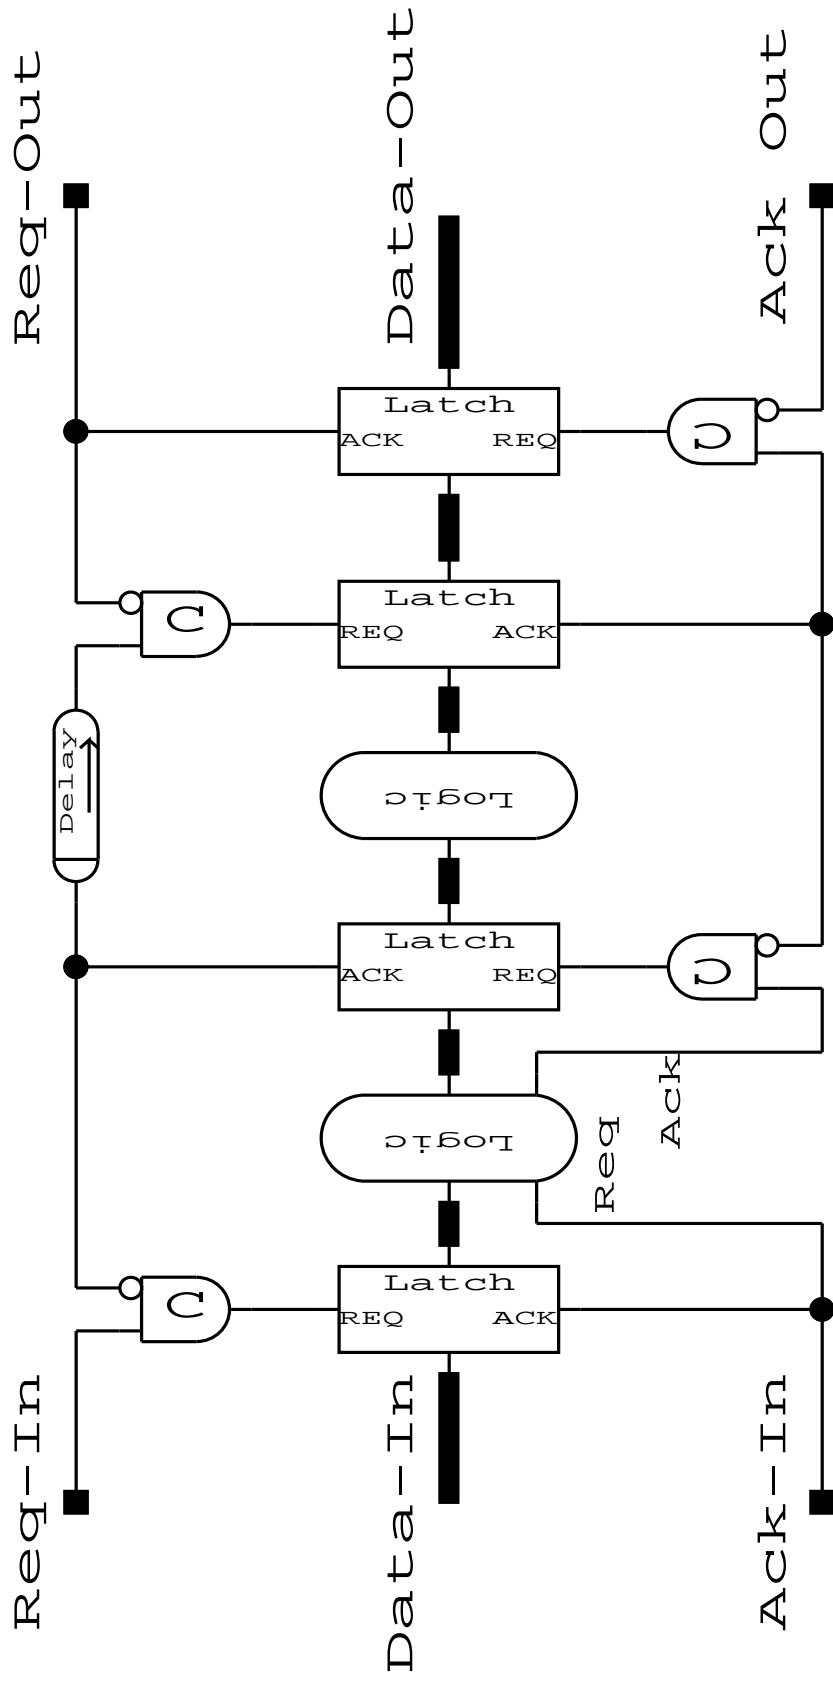 Req-Out
Data-Out
Ack Out
Latch
ACK
REQ
C
Latch
REQ
ACK
C
Delay
Logic
Latch
ACK
REQ
C
Ack
Req
Logic
Latch
REQ
ACK
C
Req-In
Data-In
Ack-In